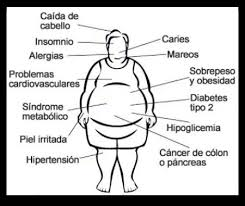 Caída de
cabello
Insomnio
Alergias
Problemas
cardiovasculares
Síndrome
metabólico
Piel irritada
Hipertensión
Caries
Mareos
Sobrepeso
y obesidad
Diabetes
tipo 2
Hipoglicemia
Cáncer de cólon
o páncreas